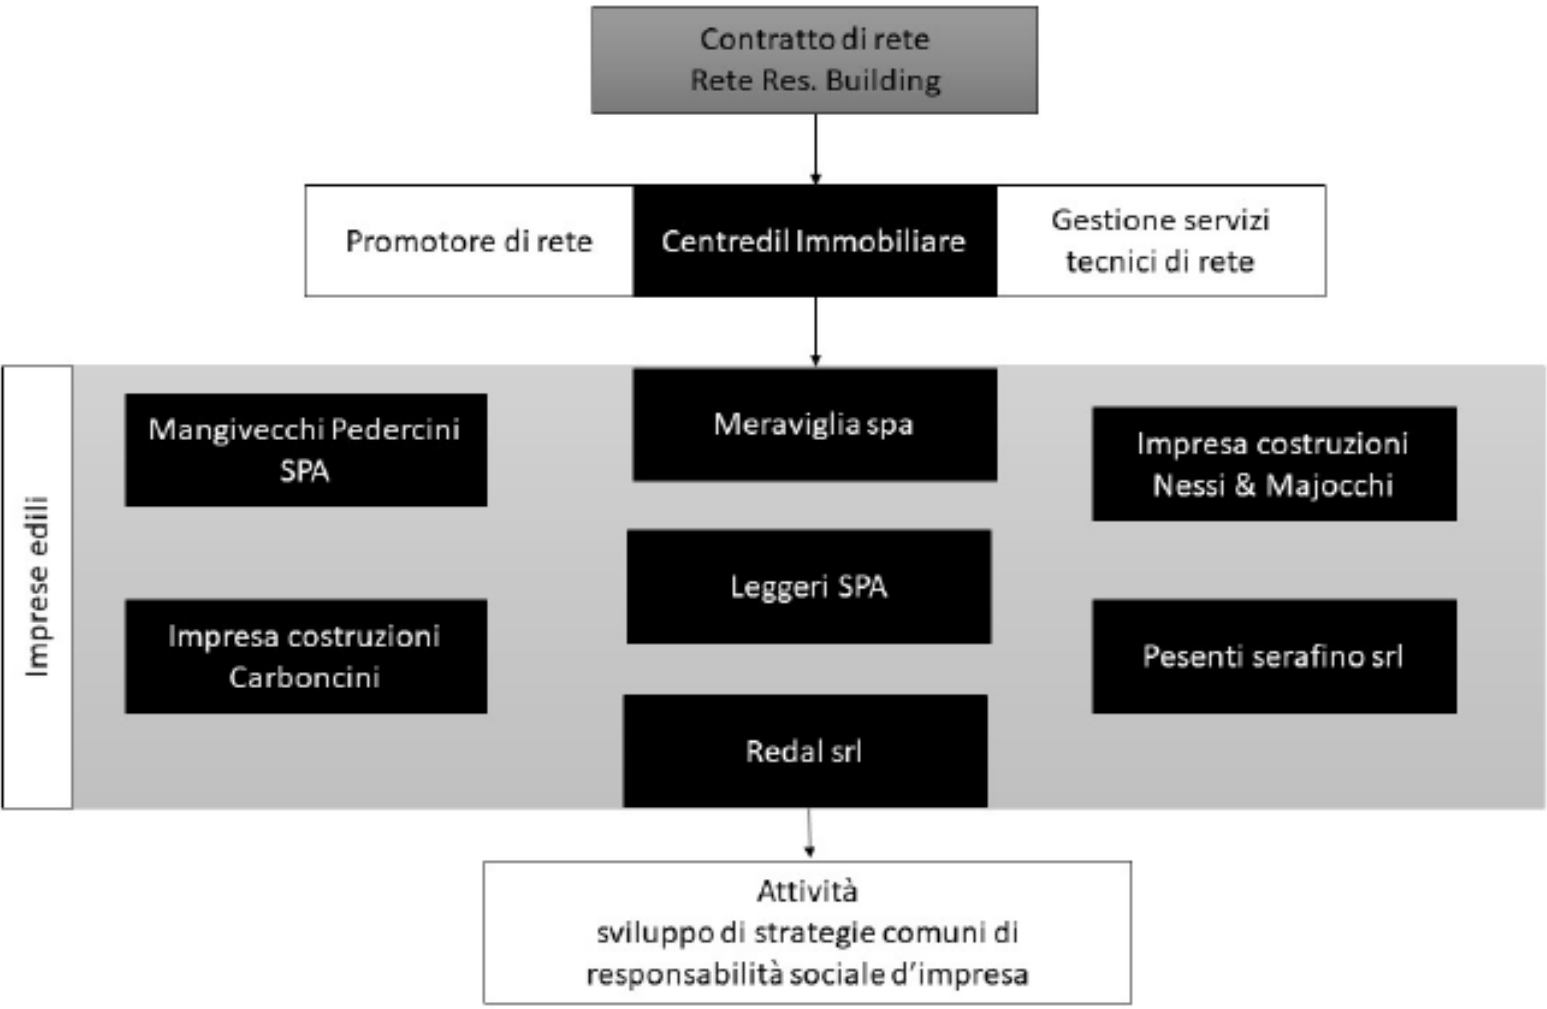 Contratto di rete
Rete Res. Building
Promotore di rete
Centredil Immobiliare
Gestione servizi
tecnici di rete
Imprese edili
Mangivecchi Pedercini
SPA
Meraviglia spa
Impresa costruzioni
Nessi & Majocchi
Leggeri SPA
Impresa costruzioni
Carboncini
Pesenti serafino srl
Redal srl
Attività
sviluppo di strategie comuni di
responsabilità sociale d'impresa